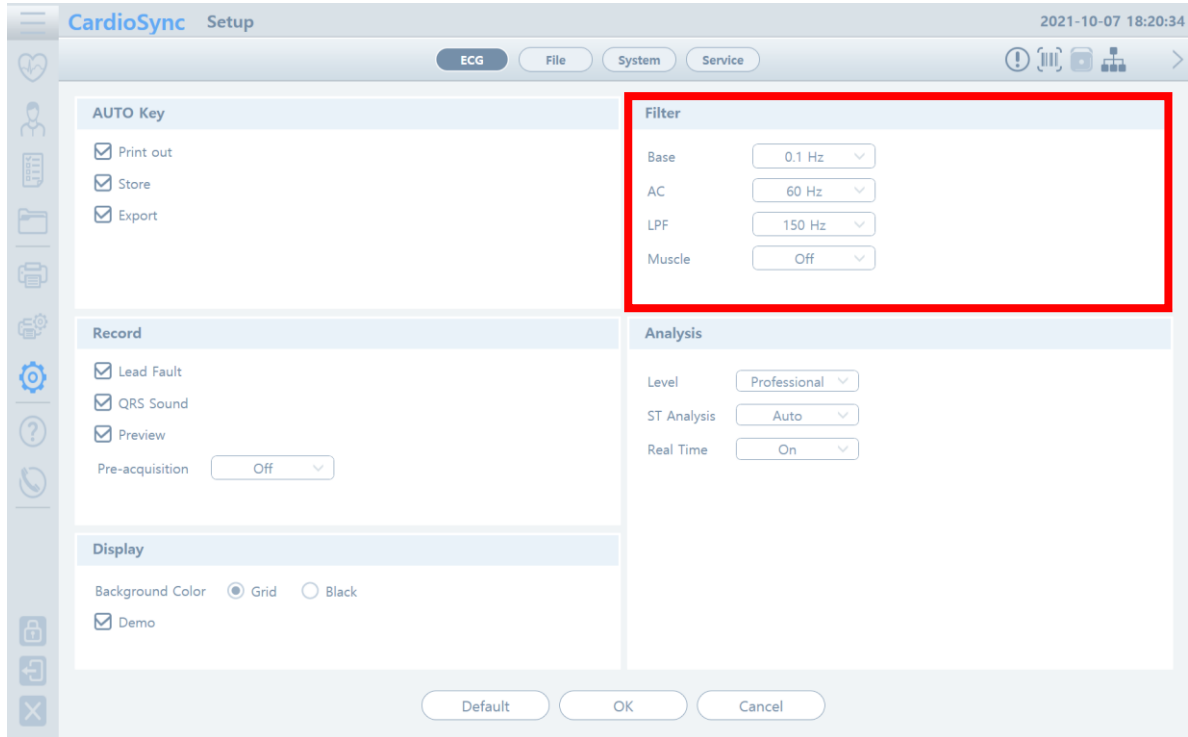 CardioSync Setup 2021-10-07 18:20:34
ECG File System Service
AUTO Key
Print out
Store
Export
Filter
Base 0.1 Hz
AC 60 Hz
LPF 150 Hz
Muscle Off
Record
Lead Fault
QRS Sound
Preview
Pre-acquisition Off
Analysis
Level Professional
ST Analysis Auto
Real Time On
Display
Background Color Grid Black
Demo
Default OK Cancel